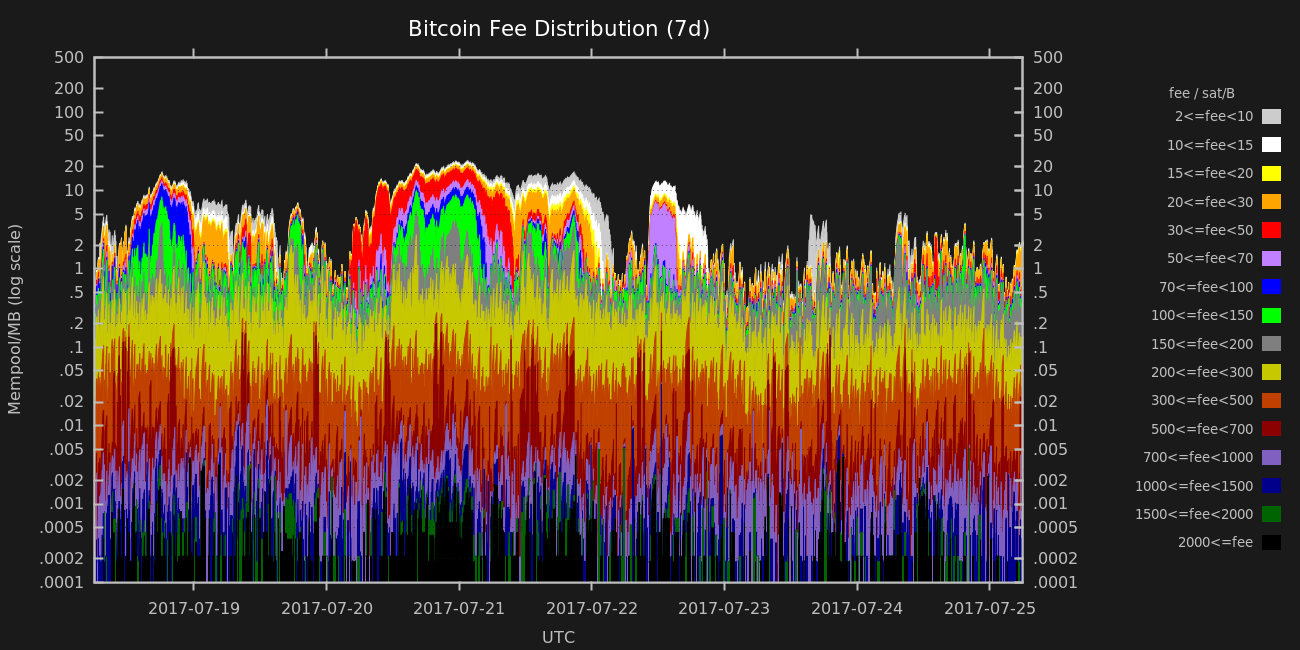 Bitcoin Fee Distribution (7d)
500 500
200 200
100 100
50 50
20 20
10 10
5 5
2 2
1 1
.5 .5
.2 .2
.1 .1
.05 .05
.02 .02
.01 .01
.005 .005
.002 .002
.001 .001
.0005 .0005
.0002 .0002
.0001 .0001
Mempool/MB (log scale)
2017-07-19 2017-07-20 2017-07-21 2017-07-22 2017-07-23 2017-07-24 2017-07-25
UTC
fee / sat/B
2<=fee<10
10<=fee<15
15<=fee<20
20<=fee<30
30<=fee<50
50<=fee<70
70<=fee<100
100<=fee<150
150<=fee<200
200<=fee<300
300<=fee<500
500<=fee<700
700<=fee<1000
1000<=fee<1500
1500<=fee<2000
2000<=fee